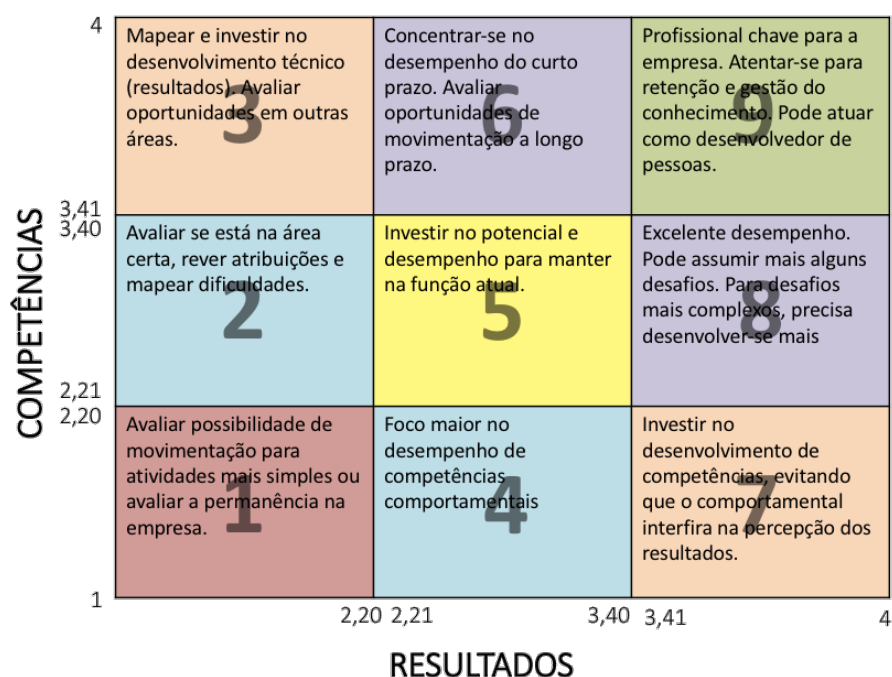 4
Mapear e investir no
desenvolvimento técnico
(resultados). Avaliar
oportunidades em outras
áreas.
3
Concentrar-se no
desempenho do curto
prazo. Avaliar
oportunidades de
movimentação a longo
prazo.
6
Profissional chave para a
empresa. Atentar-se para
retenção e gestão do
conhecimento. Pode atuar
como desenvolvedor de
pessoas.
9
3,41
3,40
COMPETÊNCIAS
Avaliar se está na área
certa, rever atribuições e
mapear dificuldades.
2
Investir no potencial e
desempenho para manter
na função atual.
5
Excelente desempenho.
Pode assumir mais alguns
desafios. Para desafios
mais complexos, precisa
desenvolver-se mais
8
2,21
2,20
Avaliar possibilidade de
movimentação para
atividades mais simples ou
avaliar a permanência na
empresa.
1
Foco maior no
desempenho de
competências
comportamentais
4
Investir no
desenvolvimento de
competências, evitando
que o comportamental
interfira na percepção dos
resultados.
7
1
2,20 2,21 3,40 3,41 4
RESULTADOS